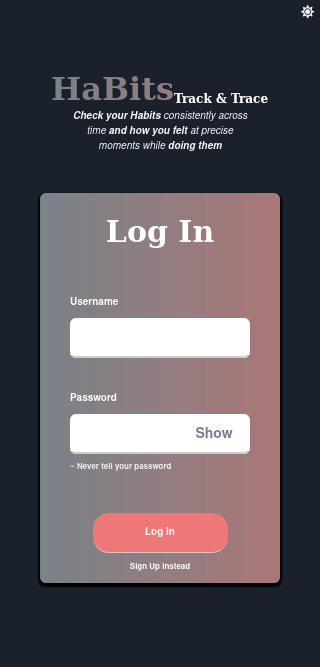 HaBits Track & Trace
Check your Habits consistently across
time and how you felt at precise
moments while doing them
Log In
Username
Password
Show
~ Never tell your password
Log In
Sign Up instead